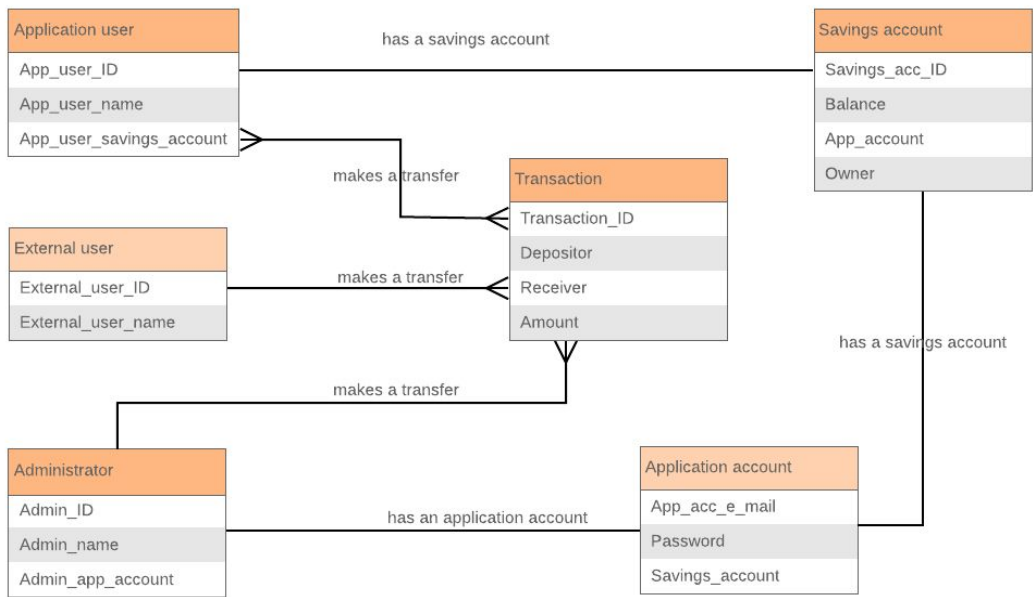 Application user
App_user_ID
App_user_name
App_user_savings_account
has a savings account
Savings account
Savings_acc_ID
Balance
App_account
Owner
makes a transfer
Transaction
Transaction_ID
Depositor
Receiver
Amount
External user
External_user_ID
External_user_name
makes a transfer
has a savings account
makes a transfer
Administrator
Admin_ID
Admin_name
Admin_app_account
has an application account
Application account
App_acc_e_mail
Password
Savings_account